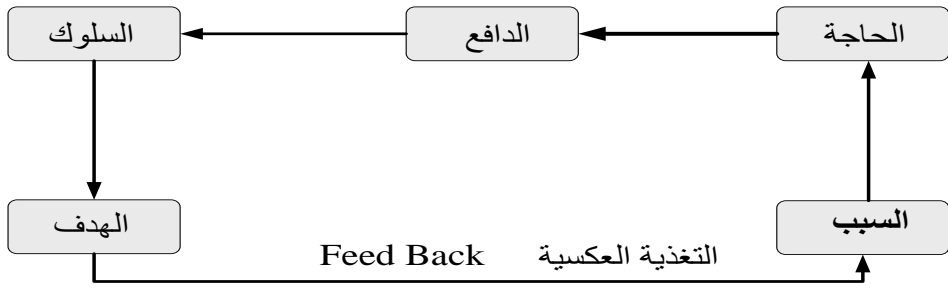 الحاجة
الدافع
السلوك
الهدف
السبب
التغذية العكسية Feed Back